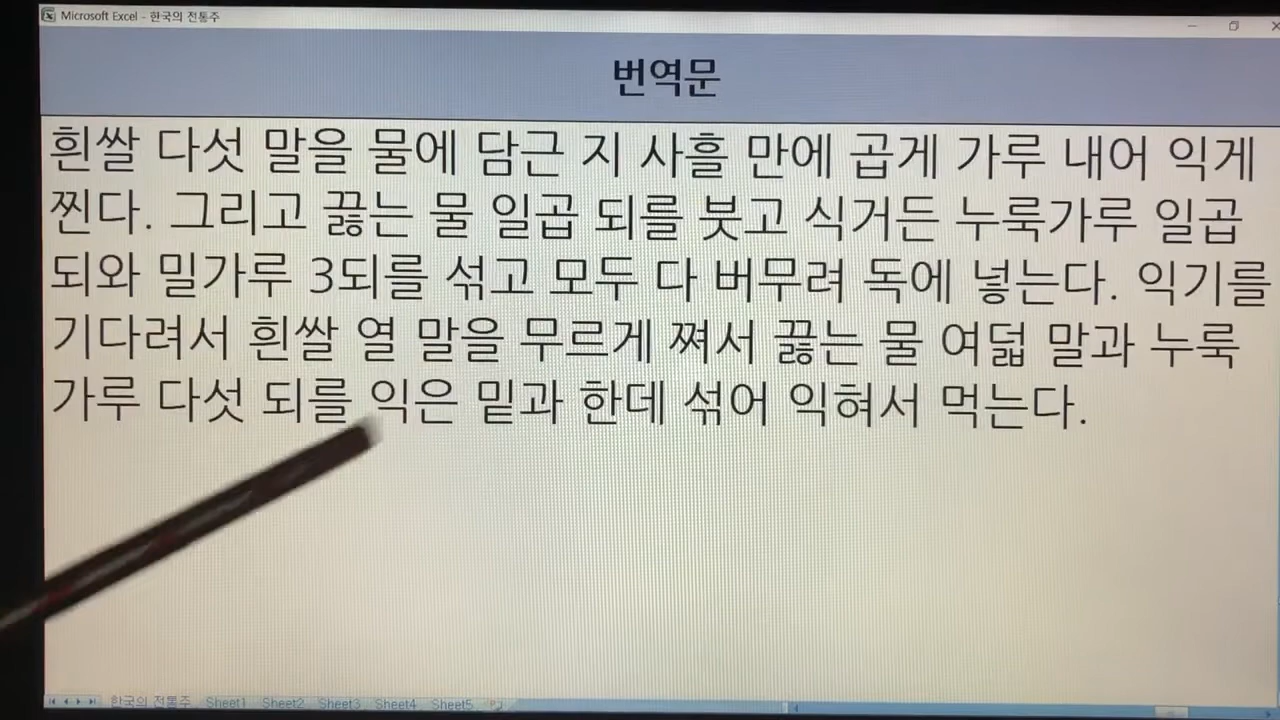 Microsoft Excel - 한국의 전통주
번역문
흰쌀 다섯 말을 물에 담근 지 사흘 만에 곱게 가루 내어 익게
찐다. 그리고 끓는 물 일곱 되를 붓고 식거든 누룩가루 일곱
되와 밀가루 3되를 섞고 모두 다 버무려 독에 넣는다. 익기를
기다려서 흰쌀 열 말을 무르게 쪄서 끓는 물 여덟 말과 누룩
가루 다섯 되를 익은 밑과 한데 섞어 익혀서 먹는다.
한국의 전통주 Sheet1 Sheet2 Sheet3 Sheet4 Sheet5